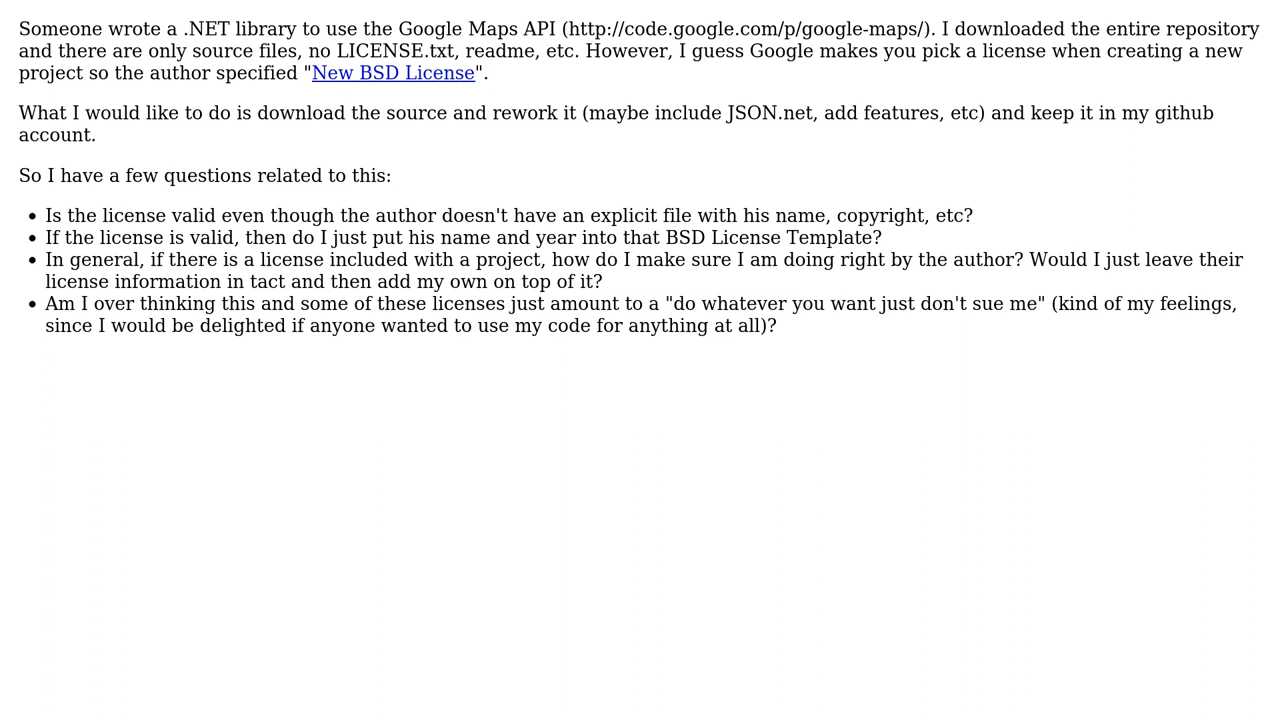 Someone wrote a .NET library to use the Google Maps API (http://code.google.com/p/google-maps/). I downloaded the entire repository
and there are only source files, no LICENSE.txt, readme, etc. However, I guess Google makes you pick a license when creating a new
project so the author specified "New BSD License".
What I would like to do is download the source and rework it (maybe include JSON.net, add features, etc) and keep it in my github
account.
So I have a few questions related to this:
• Is the license valid even though the author doesn't have an explicit file with his name, copyright, etc?
• If the license is valid, then do I just put his name and year into that BSD License Template?
• In general, if there is a license included with a project, how do I make sure I am doing right by the author? Would I just leave their
license information in tact and then add my own on top of it?
• Am I over thinking this and some of these licenses just amount to a "do whatever you want just don't sue me" (kind of my feelings,
since I would be delighted if anyone wanted to use my code for anything at all)?